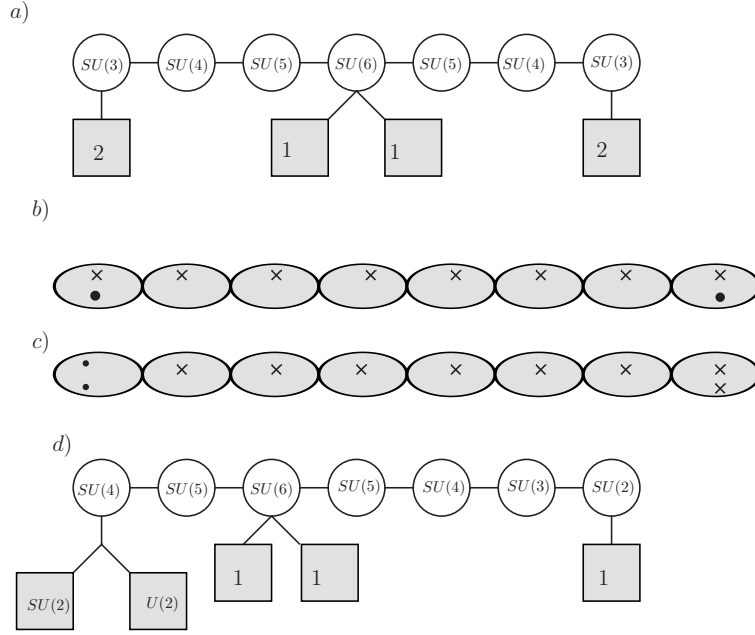 a)
SU(3) SU(4) SU(5) SU(6) SU(5) SU(4) SU(3)
2 1 1 2
b)
c)
d)
SU(4) SU(5) SU(6) SU(5) SU(4) SU(3) SU(2)
1 1 1
SU(2) U(2)